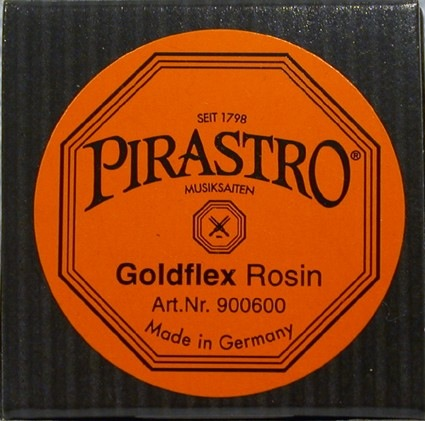 SEIT 1798
PIRASTRO®
MUSIKSAITEN
Goldflex Rosin
Art.Nr. 900600
Made in Germany